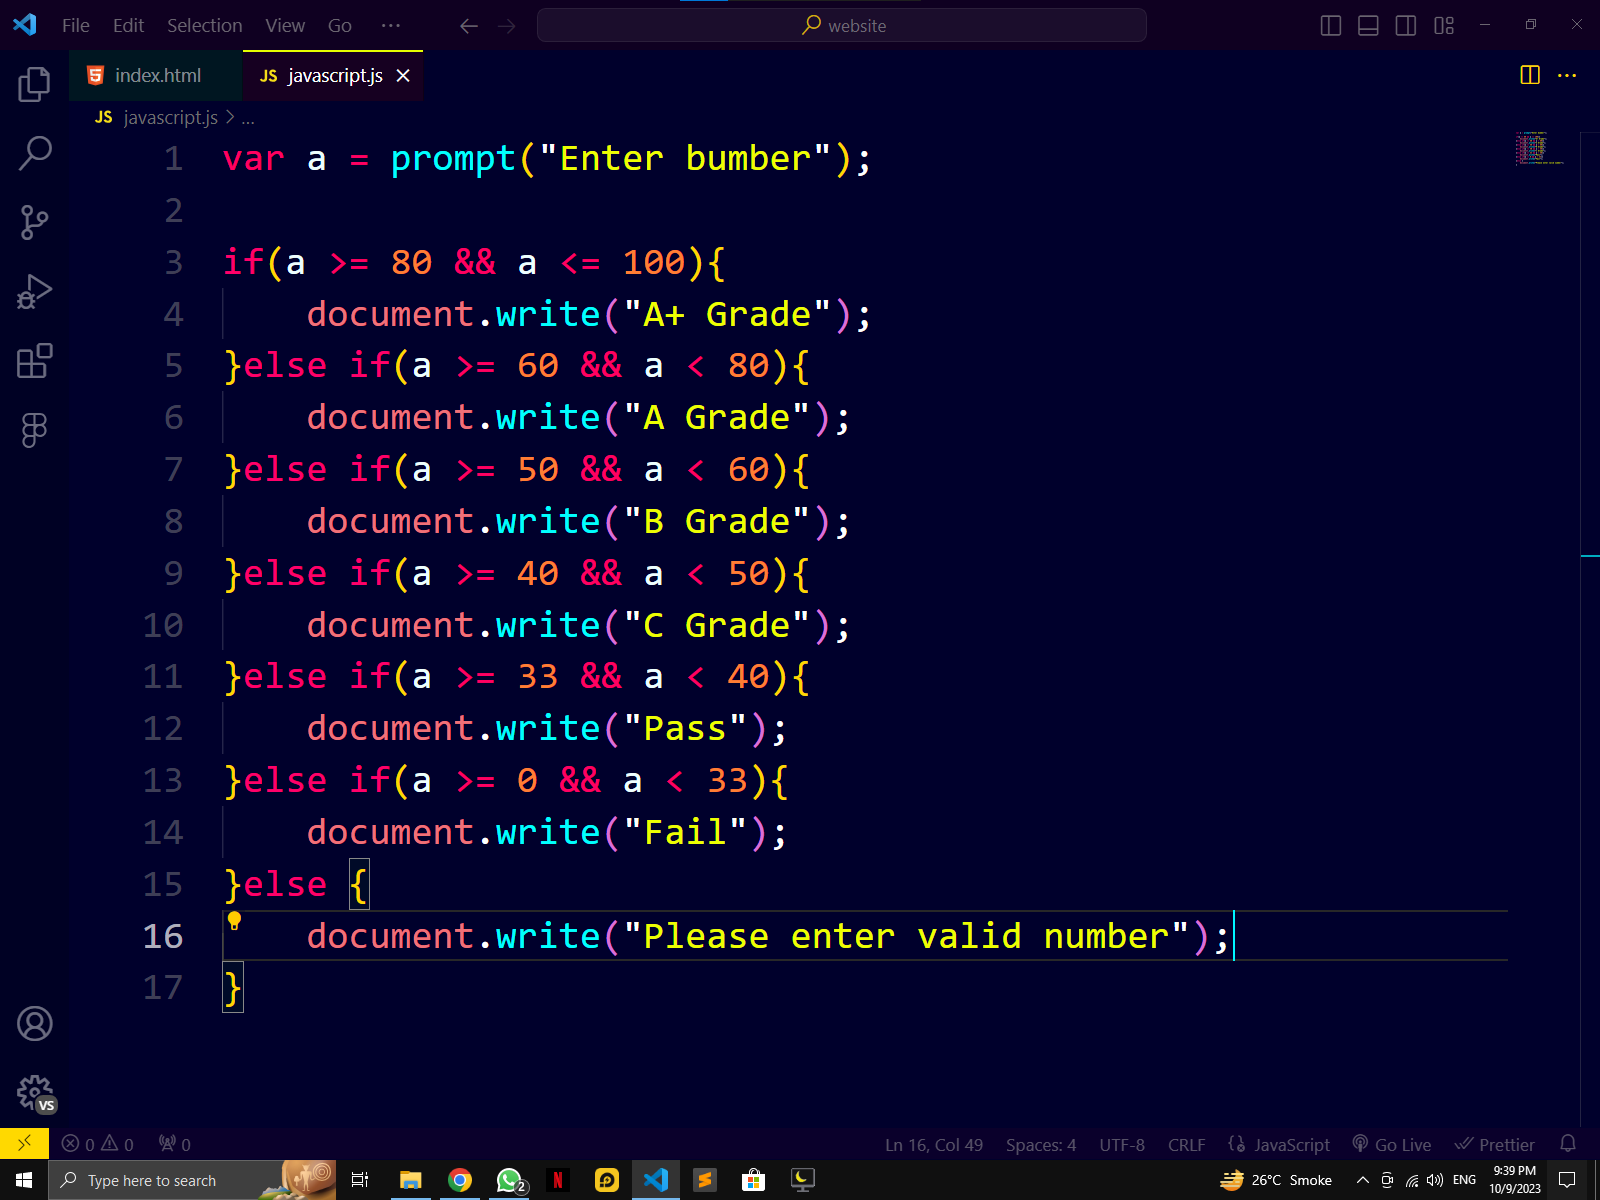 File Edit Selection View Go ... website
index.html JS javascript.js
JS javascript.js > ...
1 var a = prompt("Enter bumber");
2
3 if(a >= 80 && a <= 100){
4 document.write("A+ Grade");
5 }else if(a >= 60 && a < 80){
6 document.write("A Grade");
7 }else if(a >= 50 && a < 60){
8 document.write("B Grade");
9 }else if(a >= 40 && a < 50){
10 document.write("C Grade");
11 }else if(a >= 33 && a < 40){
12 document.write("Pass");
13 }else if(a >= 0 && a < 33){
14 document.write("Fail");
15 }else {
16 document.write("Please enter valid number");
17 }
VS
0 0 0 Ln 16, Col 49 Spaces: 4 UTF-8 CRLF {} JavaScript Go Live Prettier
Type here to search 2 N 26°C Smoke ENG 9:39 PM
10/9/2023